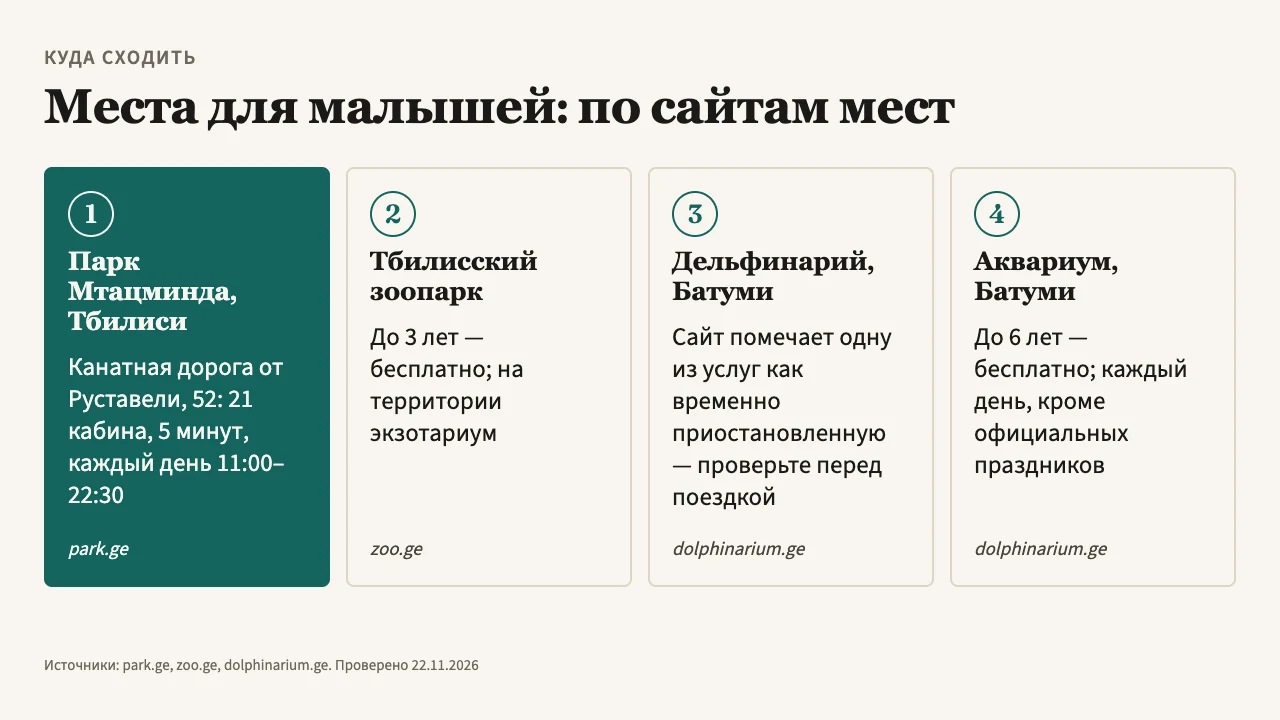 КУДА СХОДИТЬ
Места для малышей: по сайтам мест
1
Парк
Мтацминда,
Тбилиси
Канатная дорога от
Руставели, 52: 21
кабина, 5 минут,
каждый день 11:00–
22:30
park.ge
2
Тбилисский
зоопарк
До 3 лет —
бесплатно; на
территории
экзотариум
zoo.ge
3
Дельфинарий,
Батуми
Сайт помечает одну
из услуг как
временно
приостановленную
— проверьте перед
поездкой
dolphinarium.ge
4
Аквариум,
Батуми
До 6 лет —
бесплатно; каждый
день, кроме
официальных
праздников
dolphinarium.ge
Источники: park.ge, zoo.ge, dolphinarium.ge. Проверено 22.11.2026